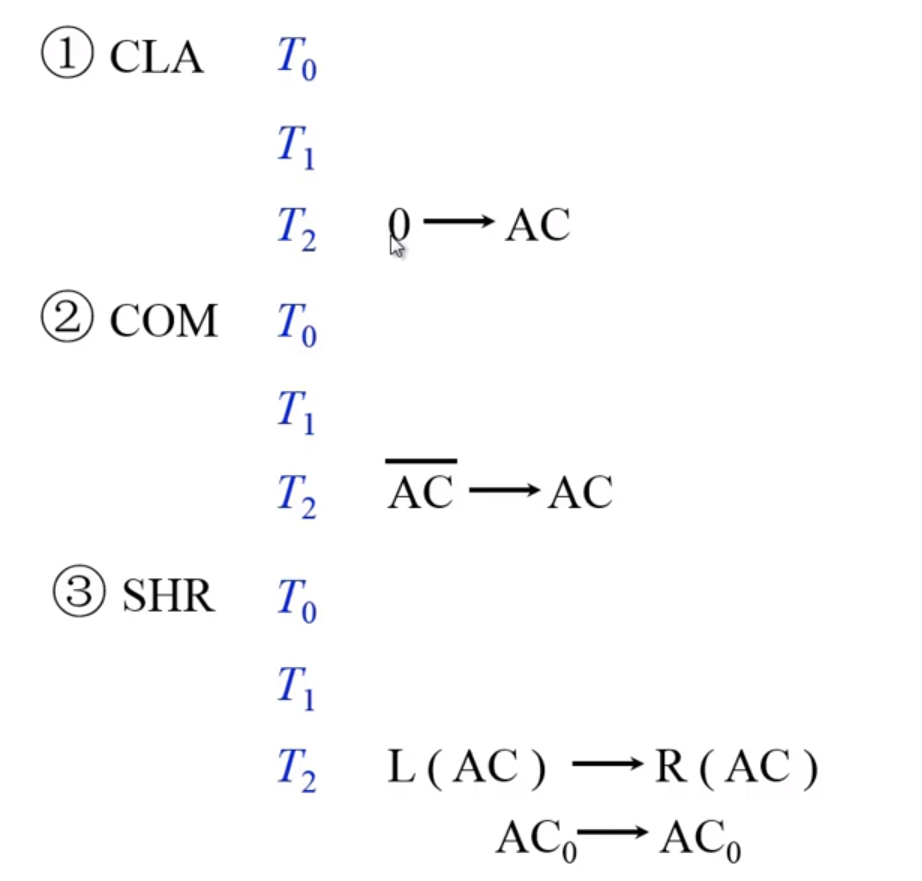 ① CLA T₀
T₁
T₂ 0 ⟶ AC
② COM T₀
T₁
T₂ A̅C̅ ⟶ AC
③ SHR T₀
T₁
T₂ L ( AC ) ⟶ R ( AC )
AC₀ ⟶ AC₀